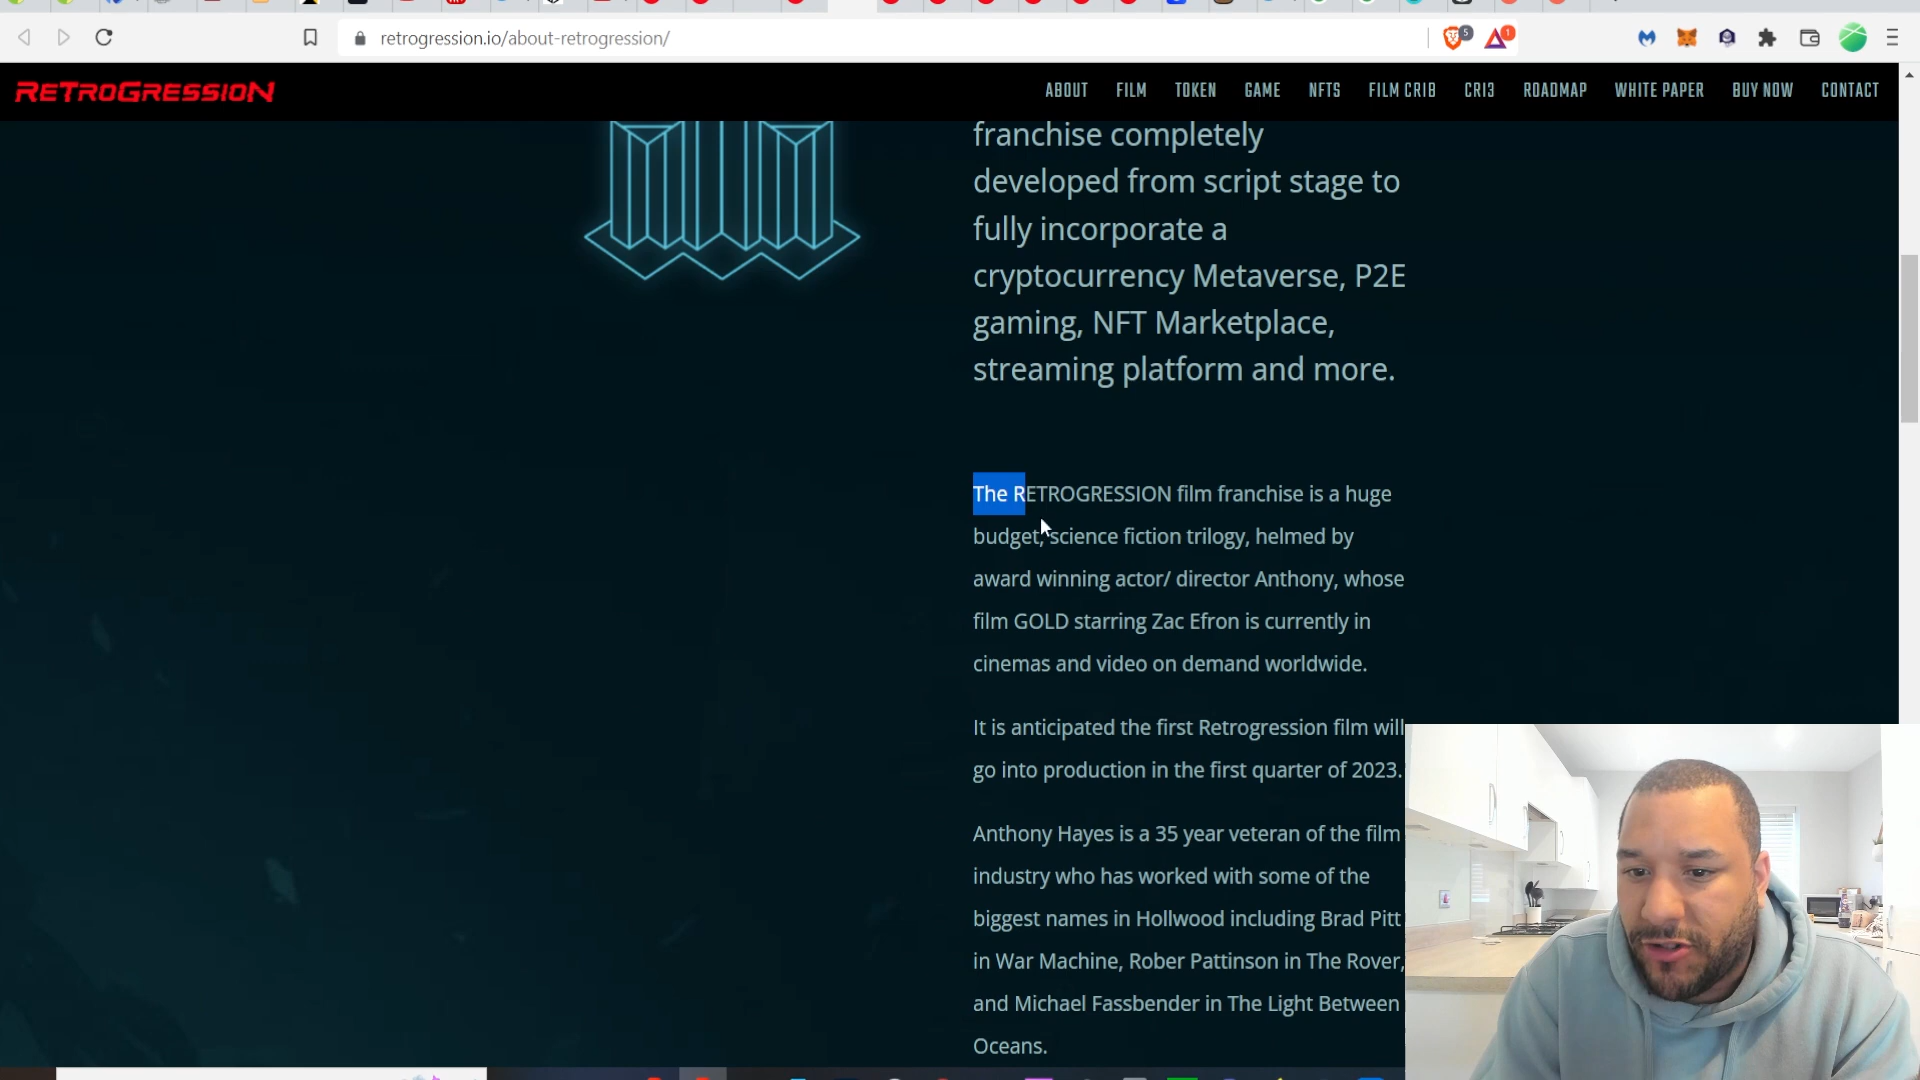 retrogression.io/about-retrogression/
5
1
RETROGRESSION
ABOUT FILM TOKEN GAME NFTS FILM CRIB CRI3 ROADMAP WHITE PAPER BUY NOW CONTACT
franchise completely
developed from script stage to
fully incorporate a
cryptocurrency Metaverse, P2E
gaming, NFT Marketplace,
streaming platform and more.
The RETROGRESSION film franchise is a huge
budget, science fiction trilogy, helmed by
award winning actor/ director Anthony, whose
film GOLD starring Zac Efron is currently in
cinemas and video on demand worldwide.
It is anticipated the first Retrogression film will
go into production in the first quarter of 2023.
Anthony Hayes is a 35 year veteran of the film
industry who has worked with some of the
biggest names in Hollwood including Brad Pitt
in War Machine, Rober Pattinson in The Rover,
and Michael Fassbender in The Light Between
Oceans.